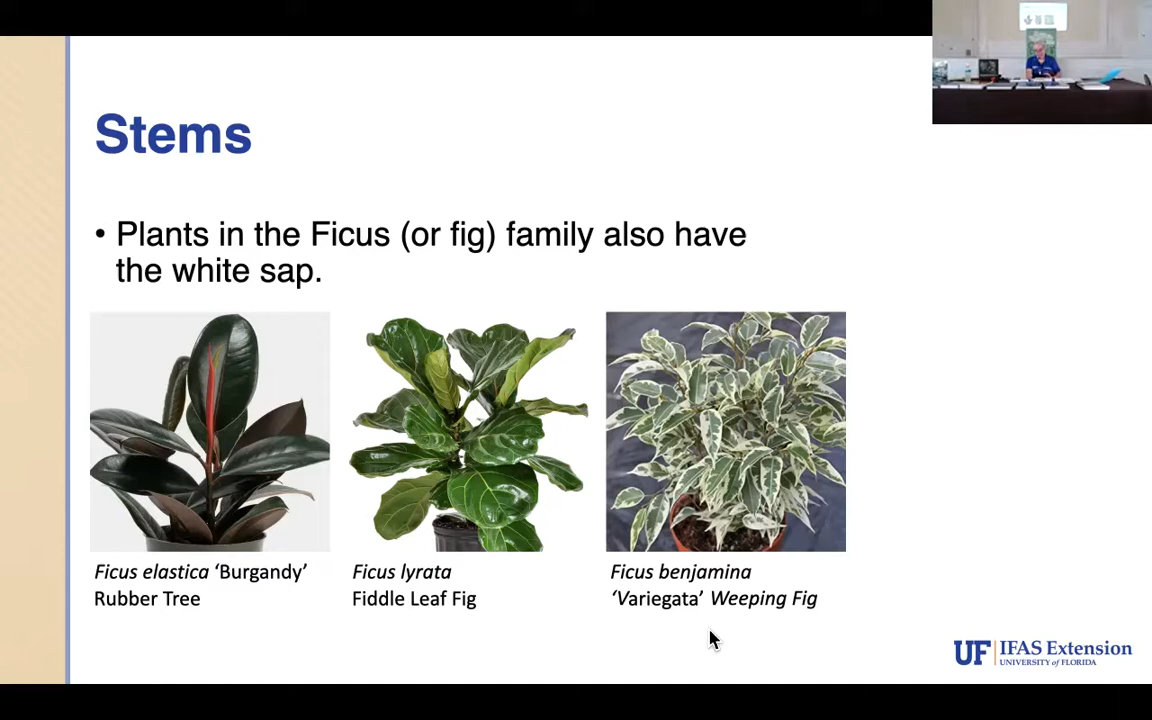 Stems
• Plants in the Ficus (or fig) family also have
the white sap.
Ficus elastica ‘Burgandy’
Rubber Tree
Ficus lyrata
Fiddle Leaf Fig
Ficus benjamina
‘Variegata’ Weeping Fig
UF IFAS Extension
UNIVERSITY of FLORIDA